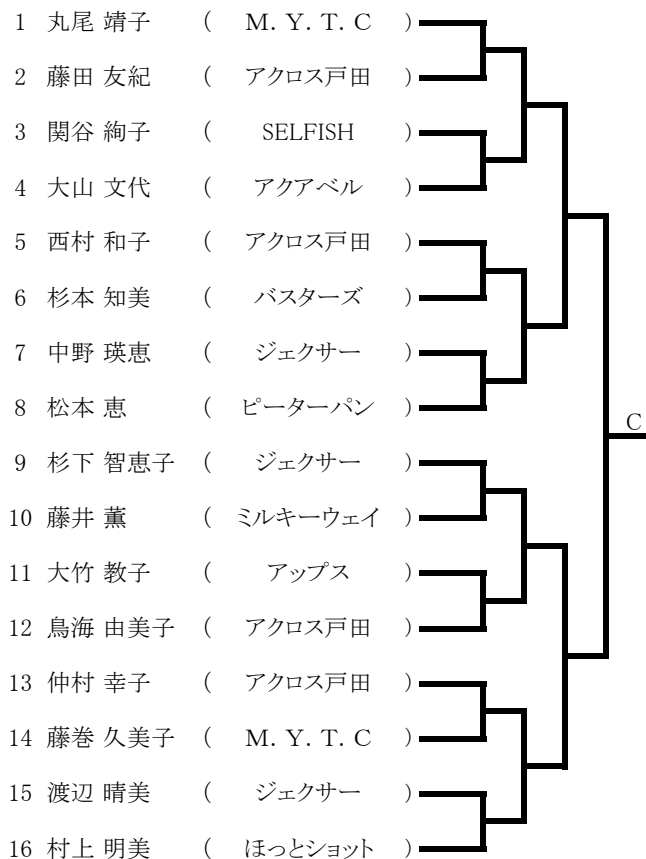 1 丸尾 靖子 ( M．Y．T．C )
2 藤田 友紀 ( アクロス戸田 )
3 関谷 絢子 ( SELFISH )
4 大山 文代 ( アクアベル )
5 西村 和子 ( アクロス戸田 )
6 杉本 知美 ( バスターズ )
7 中野 瑛恵 ( ジェクサー )
8 松本 恵 ( ピーターパン )
C
9 杉下 智恵子 ( ジェクサー )
10 藤井 薫 ( ミルキーウェイ )
11 大竹 教子 ( アップス )
12 鳥海 由美子 ( アクロス戸田 )
13 仲村 幸子 ( アクロス戸田 )
14 藤巻 久美子 ( M．Y．T．C )
15 渡辺 晴美 ( ジェクサー )
16 村上 明美 ( ほっとショット )